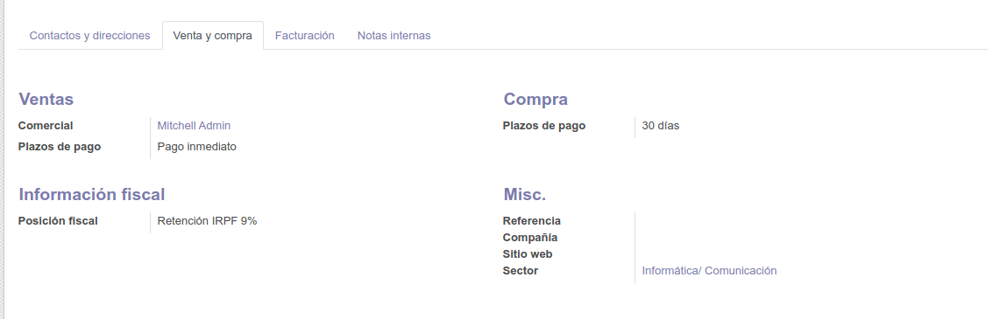 Contactos y direcciones Venta y compra Facturación Notas internas
Ventas
Comercial Mitchell Admin
Plazos de pago Pago inmediato
Compra
Plazos de pago 30 días
Información fiscal
Posición fiscal Retención IRPF 9%
Misc.
Referencia
Compañía
Sitio web
Sector Informática/ Comunicación